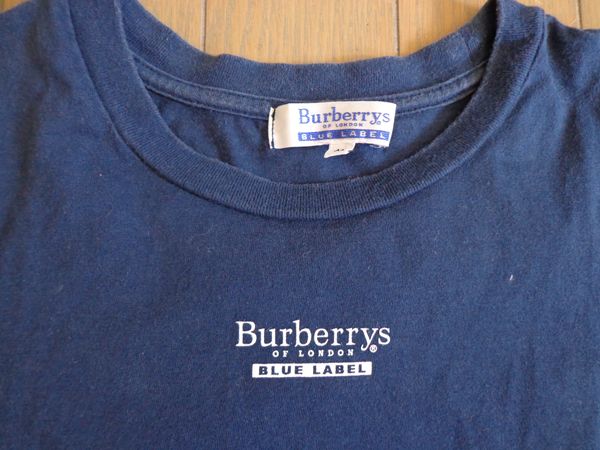 Burberrys
OF LONDON
BLUE LABEL
Burberrys®
OF LONDON
BLUE LABEL